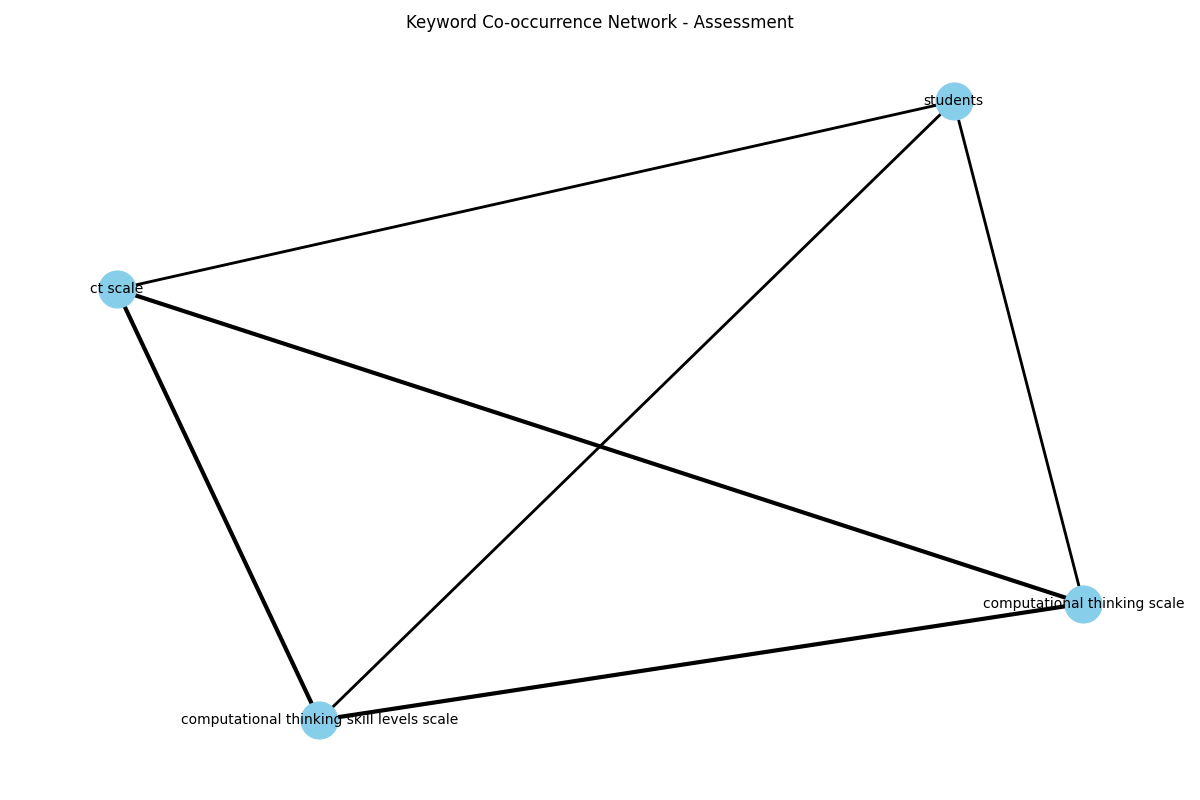 Keyword Co-occurrence Network - Assessment
students
ct scale
computational thinking scale
computational thinking skill levels scale